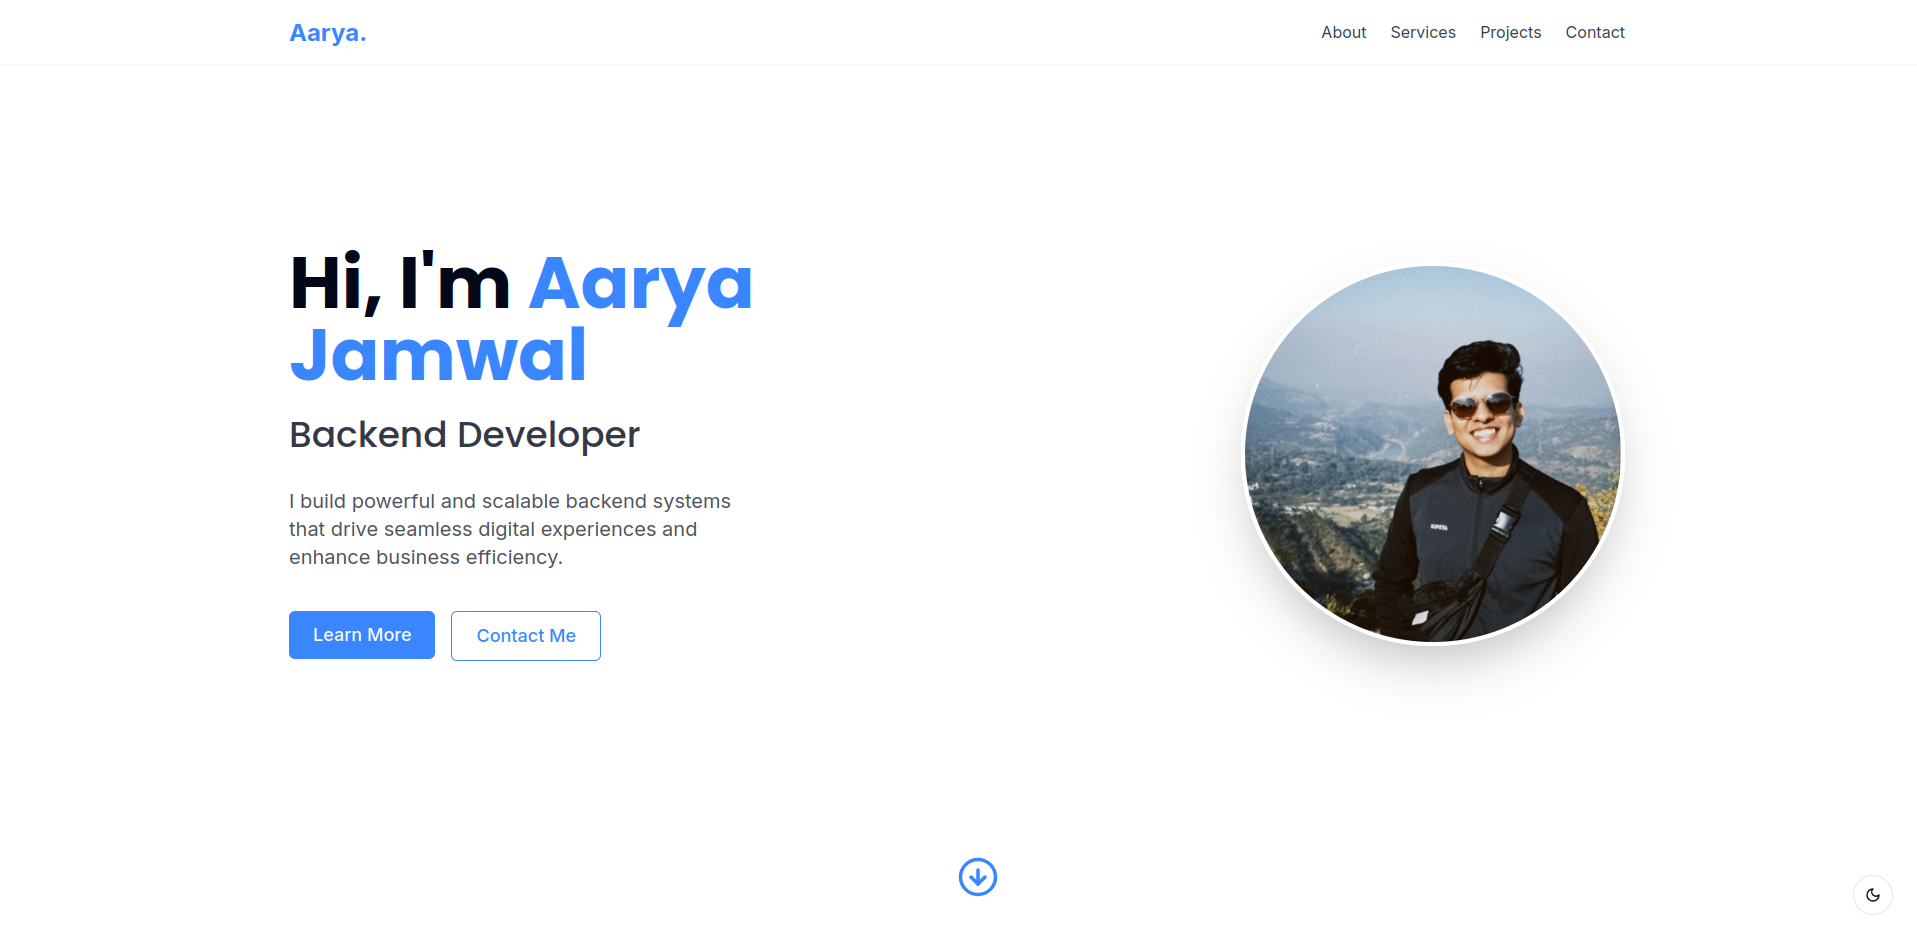 Aarya.
About Services Projects Contact
Hi, I'm Aarya
Jamwal
Backend Developer
I build powerful and scalable backend systems
that drive seamless digital experiences and
enhance business efficiency.
Learn More
Contact Me